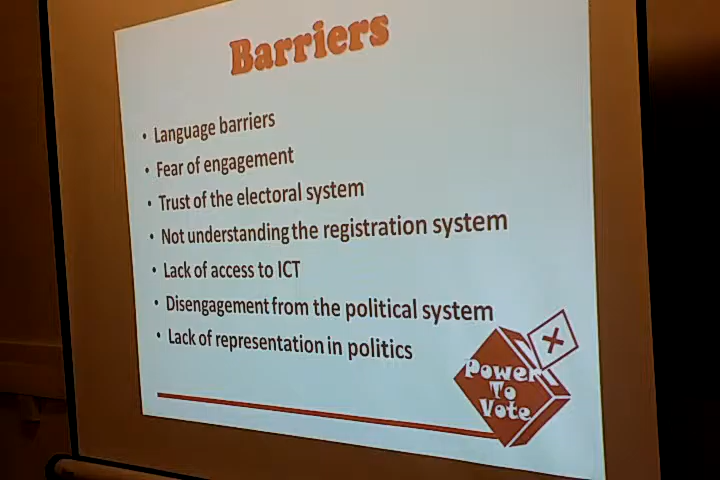 Barriers
• Language barriers
• Fear of engagement
• Trust of the electoral system
• Not understanding the registration system
• Lack of access to ICT
• Disengagement from the political system
• Lack of representation in politics
Power
To
Vote